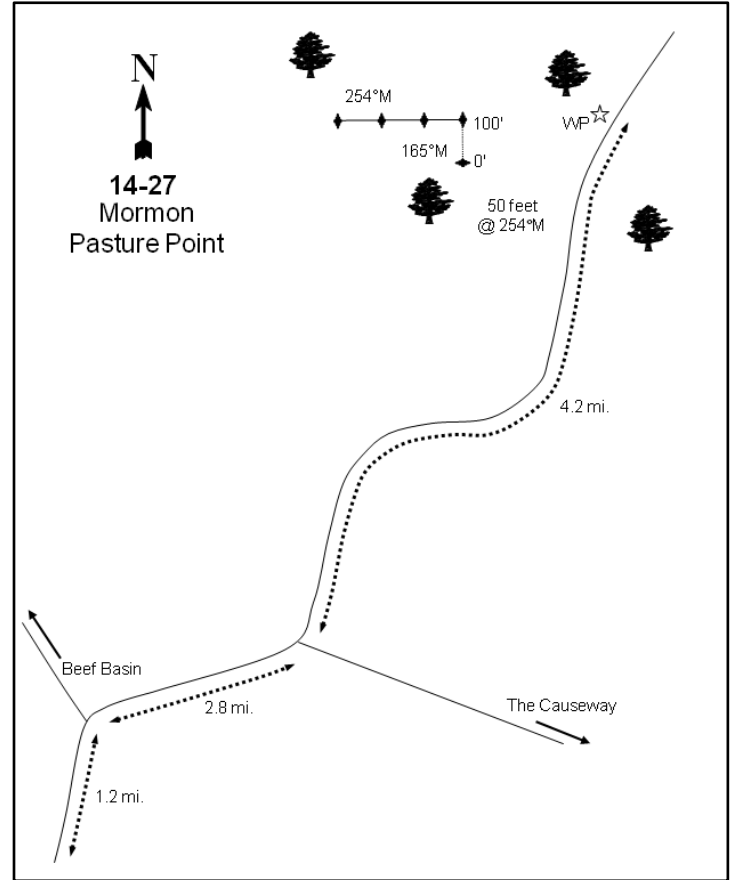 N
14-27
Mormon
Pasture Point
254°M
100'
165°M
0'
50 feet
@ 254°M
WP
4.2 mi.
Beef Basin
2.8 mi.
The Causeway
1.2 mi.